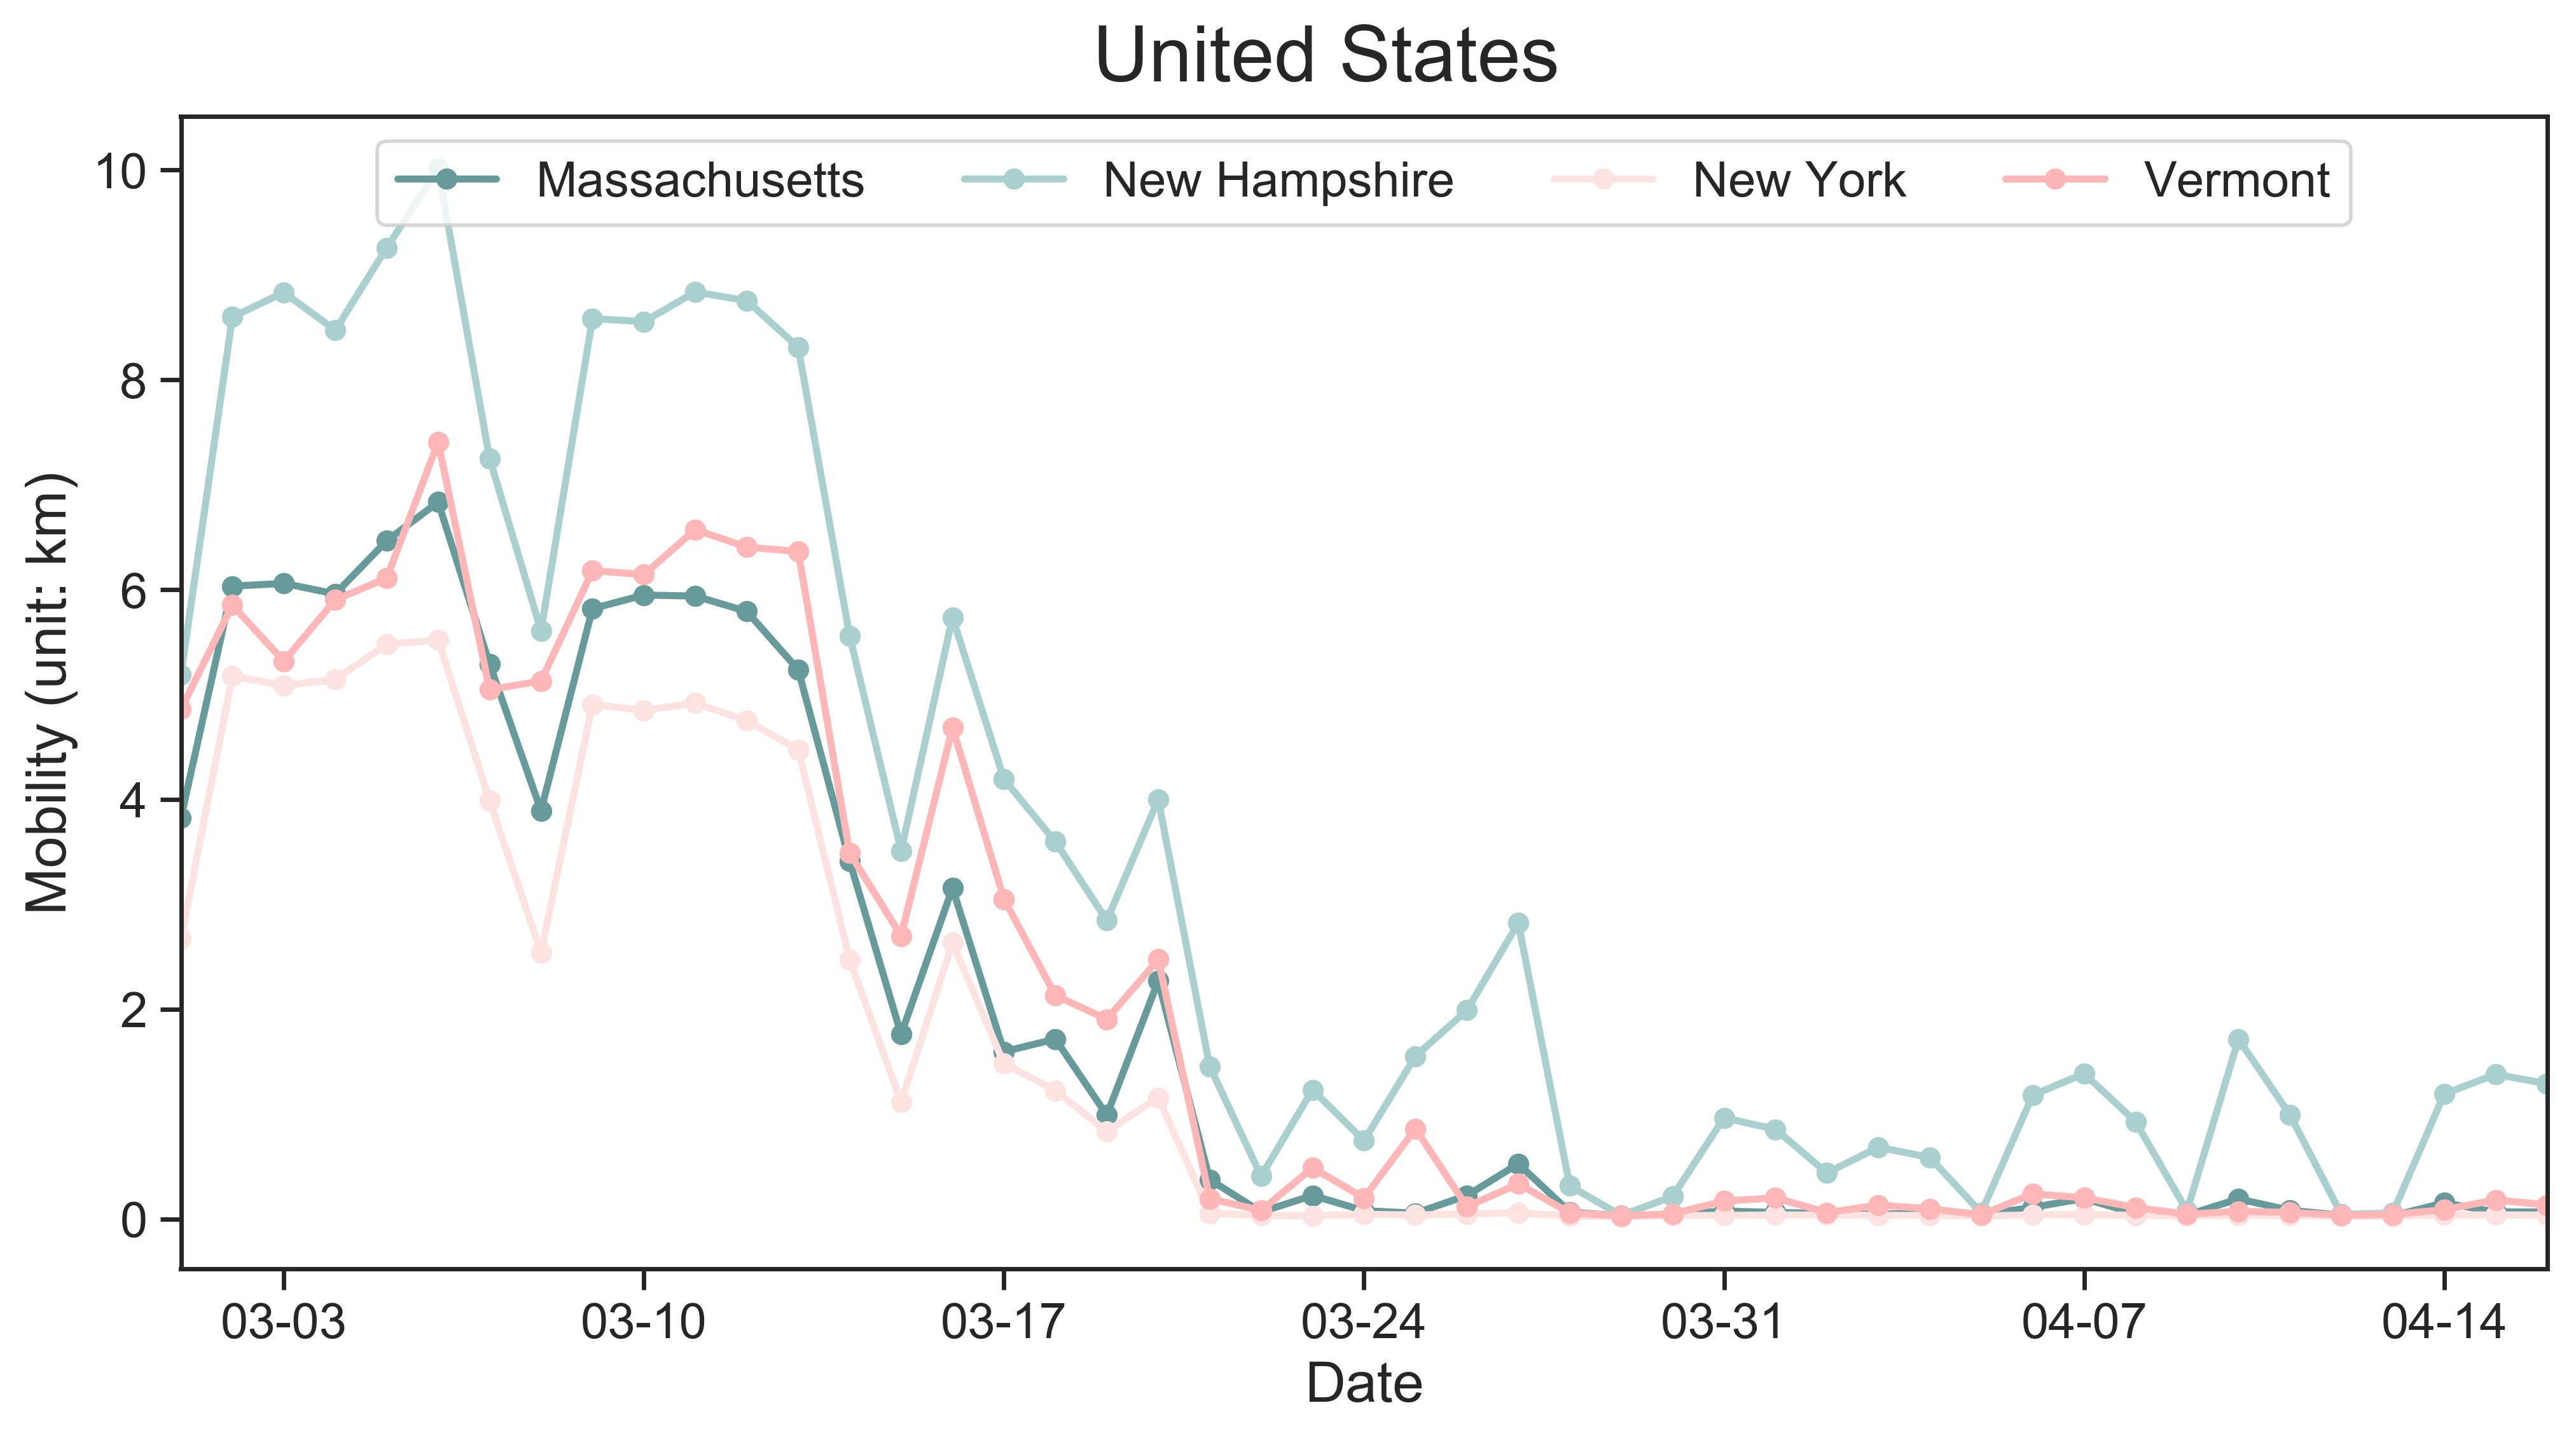 United States
Massachusetts New Hampshire New York Vermont
Mobility (unit: km)
10
8
6
4
2
0
03-03 03-10 03-17 03-24 03-31 04-07 04-14
Date